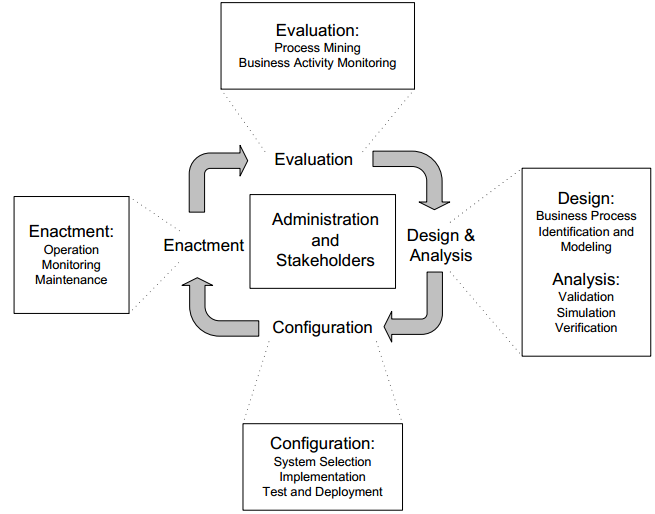 Evaluation:
Process Mining
Business Activity Monitoring
Evaluation
Enactment:
Operation
Monitoring
Maintenance
Enactment
Administration
and
Stakeholders
Design &
Analysis
Design:
Business Process
Identification and
Modeling
Analysis:
Validation
Simulation
Verification
Configuration
Configuration:
System Selection
Implementation
Test and Deployment